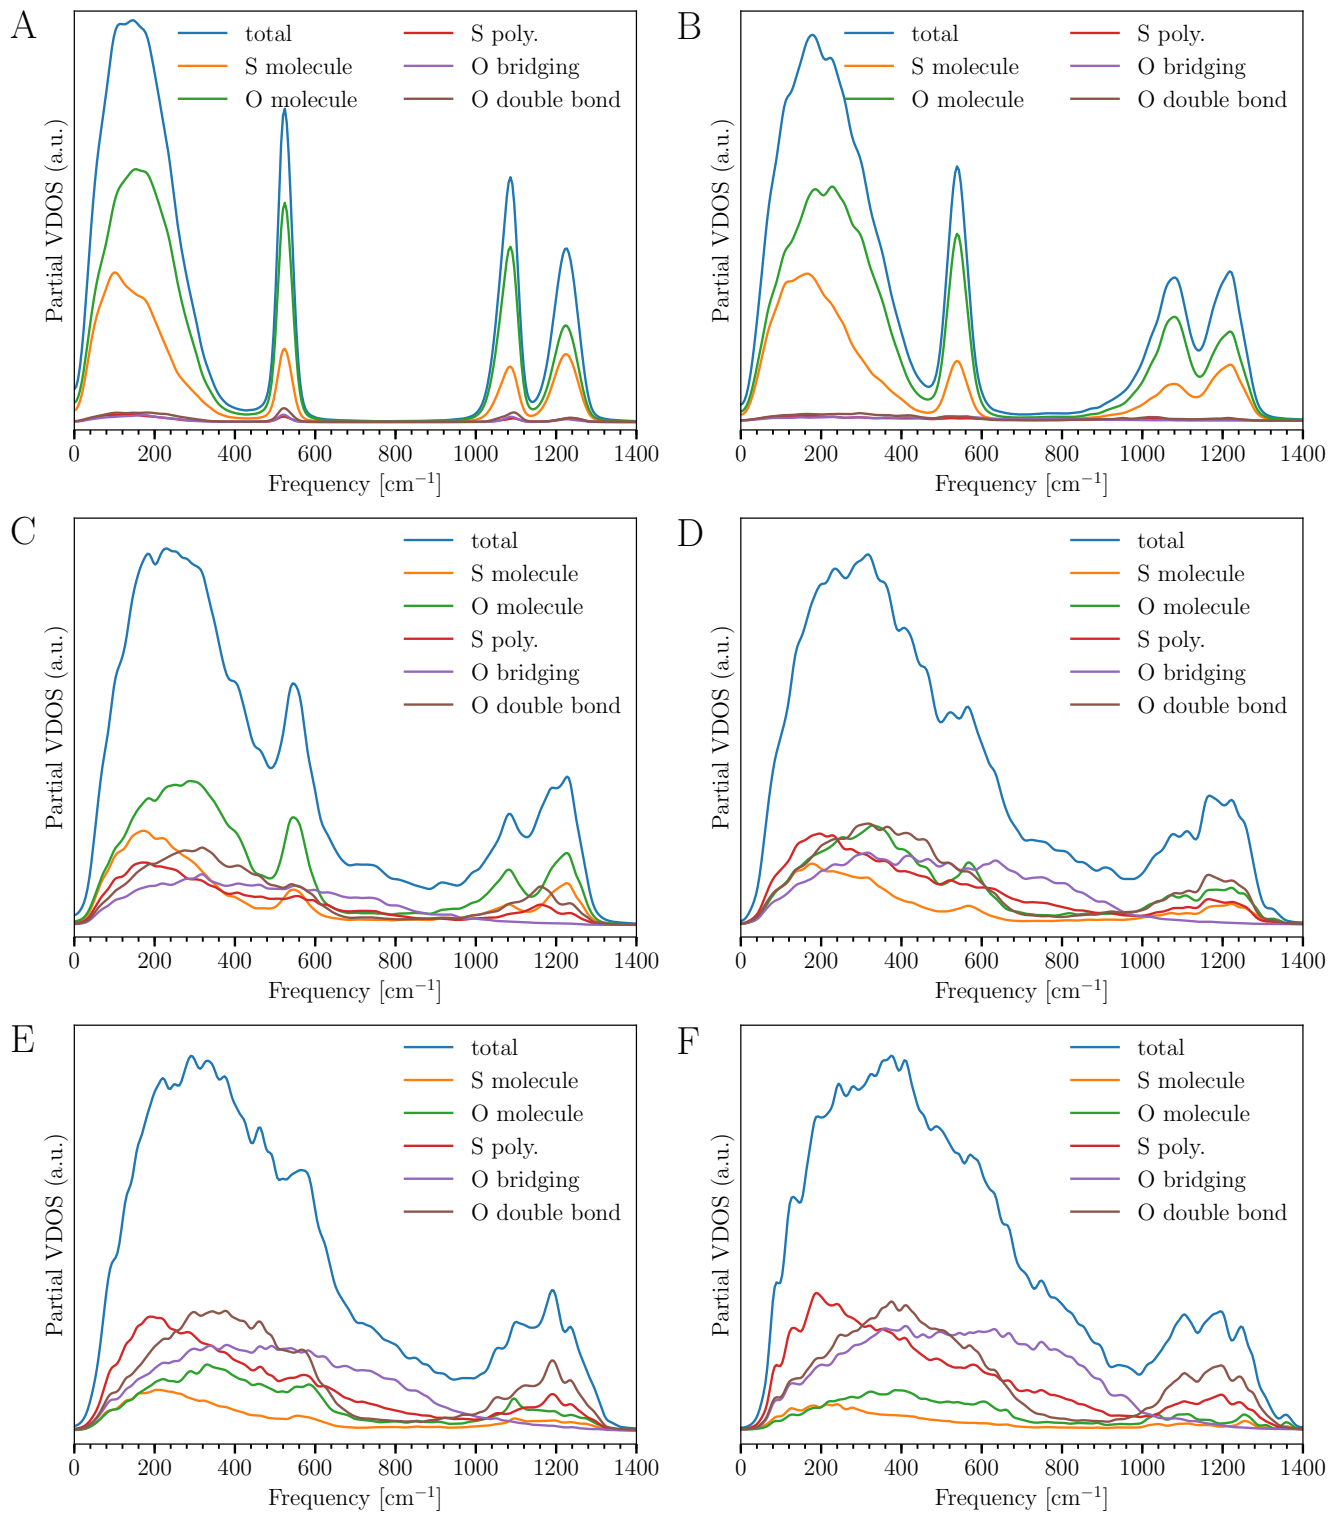 A
total
S molecule
O molecule
S poly.
O bridging
O double bond
Partial VDOS (a.u.)
0 200 400 600 800 1000 1200 1400
Frequency [cm⁻¹]
B
total
S molecule
O molecule
S poly.
O bridging
O double bond
Partial VDOS (a.u.)
0 200 400 600 800 1000 1200 1400
Frequency [cm⁻¹]
C
total
S molecule
O molecule
S poly.
O bridging
O double bond
Partial VDOS (a.u.)
0 200 400 600 800 1000 1200 1400
Frequency [cm⁻¹]
D
total
S molecule
O molecule
S poly.
O bridging
O double bond
Partial VDOS (a.u.)
0 200 400 600 800 1000 1200 1400
Frequency [cm⁻¹]
E
total
S molecule
O molecule
S poly.
O bridging
O double bond
Partial VDOS (a.u.)
0 200 400 600 800 1000 1200 1400
Frequency [cm⁻¹]
F
total
S molecule
O molecule
S poly.
O bridging
O double bond
Partial VDOS (a.u.)
0 200 400 600 800 1000 1200 1400
Frequency [cm⁻¹]